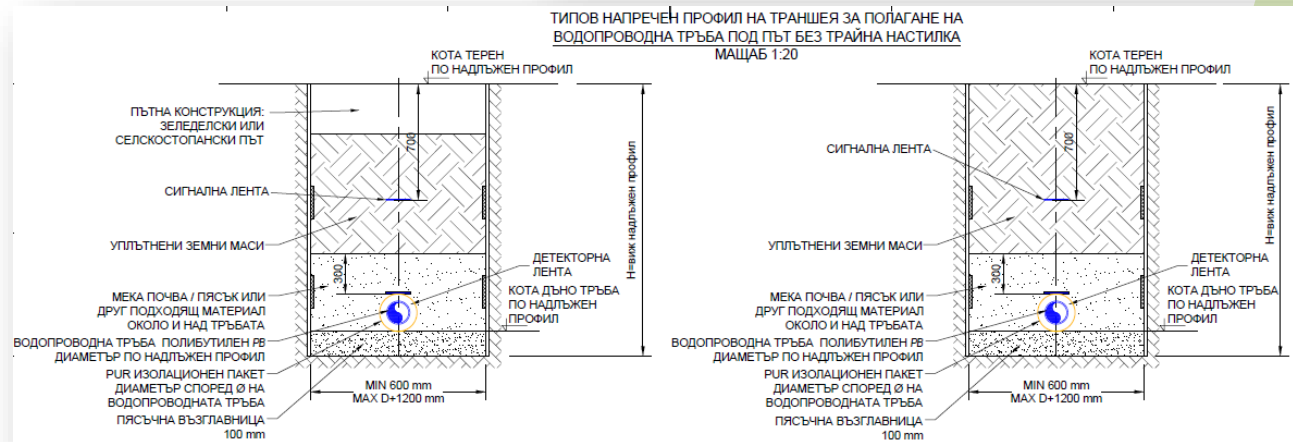 ТИПОВ НАПРЕЧЕН ПРОФИЛ НА ТРАНШЕЯ ЗА ПОЛАГАНЕ НА
ВОДОПРОВОДНА ТРЪБА ПОД ПЪТ БЕЗ ТРАЙНА НАСТИЛКА
МАЩАБ 1:20
КОТА ТЕРЕН
ПО НАДЛЪЖЕН ПРОФИЛ
ПЪТНА КОНСТРУКЦИЯ:
ЗЕЛЕДЕЛСКИ ИЛИ
СЕЛСКОСТОПАНСКИ ПЪТ
700
СИГНАЛНА ЛЕНТА
H=виж надлъжен профил
УПЛЪТНЕНИ ЗЕМНИ МАСИ
300
ДЕТЕКТОРНА
ЛЕНТА
МЕКА ПОЧВА / ПЯСЪК ИЛИ
ДРУГ ПОДХОДЯЩ МАТЕРИАЛ
ОКОЛО И НАД ТРЪБАТА
КОТА ДЪНО ТРЪБА
ПО НАДЛЪЖЕН
ПРОФИЛ
ВОДОПРОВОДНА ТРЪБА ПОЛИБУТИЛЕН PB
ДИАМЕТЪР ПО НАДЛЪЖЕН ПРОФИЛ
PUR ИЗОЛАЦИОНЕН ПАКЕТ
ДИАМЕТЪР СПОРЕД Ø НА
ВОДОПРОВОДНАТА ТРЪБА
MIN 600 mm
MAX D+1200 mm
ПЯСЪЧНА ВЪЗГЛАВНИЦА
100 mm
КОТА ТЕРЕН
ПО НАДЛЪЖЕН ПРОФИЛ
700
СИГНАЛНА ЛЕНТА
H=виж надлъжен профил
УПЛЪТНЕНИ ЗЕМНИ МАСИ
300
ДЕТЕКТОРНА
ЛЕНТА
МЕКА ПОЧВА / ПЯСЪК ИЛИ
ДРУГ ПОДХОДЯЩ МАТЕРИАЛ
ОКОЛО И НАД ТРЪБАТА
КОТА ДЪНО ТРЪБА
ПО НАДЛЪЖЕН
ПРОФИЛ
ВОДОПРОВОДНА ТРЪБА ПОЛИБУТИЛЕН PB
ДИАМЕТЪР ПО НАДЛЪЖЕН ПРОФИЛ
PUR ИЗОЛАЦИОНЕН ПАКЕТ
ДИАМЕТЪР СПОРЕД Ø НА
ВОДОПРОВОДНАТА ТРЪБА
MIN 600 mm
MAX D+1200 mm
ПЯСЪЧНА ВЪЗГЛАВНИЦА
100 mm